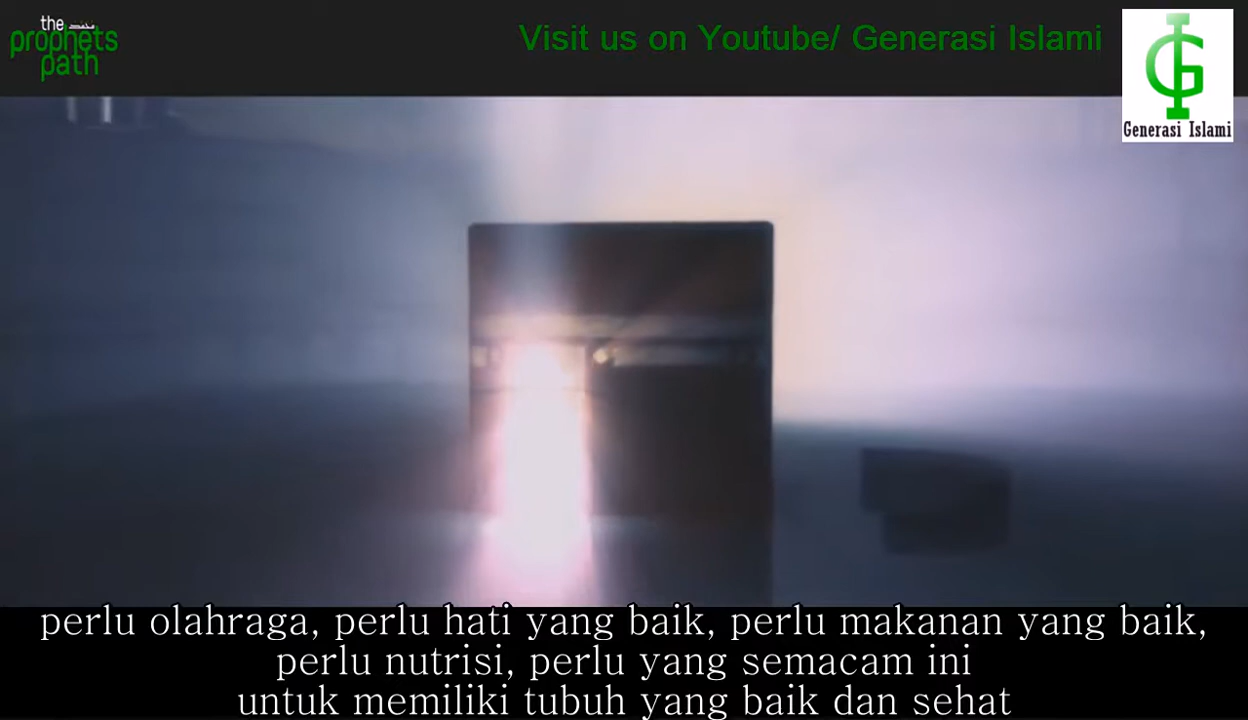 the
prophets
path
Visit us on Youtube/ Generasi Islami
Generasi Islami
perlu olahraga, perlu hati yang baik, perlu makanan yang baik,
perlu nutrisi, perlu yang semacam ini
untuk memiliki tubuh yang baik dan sehat